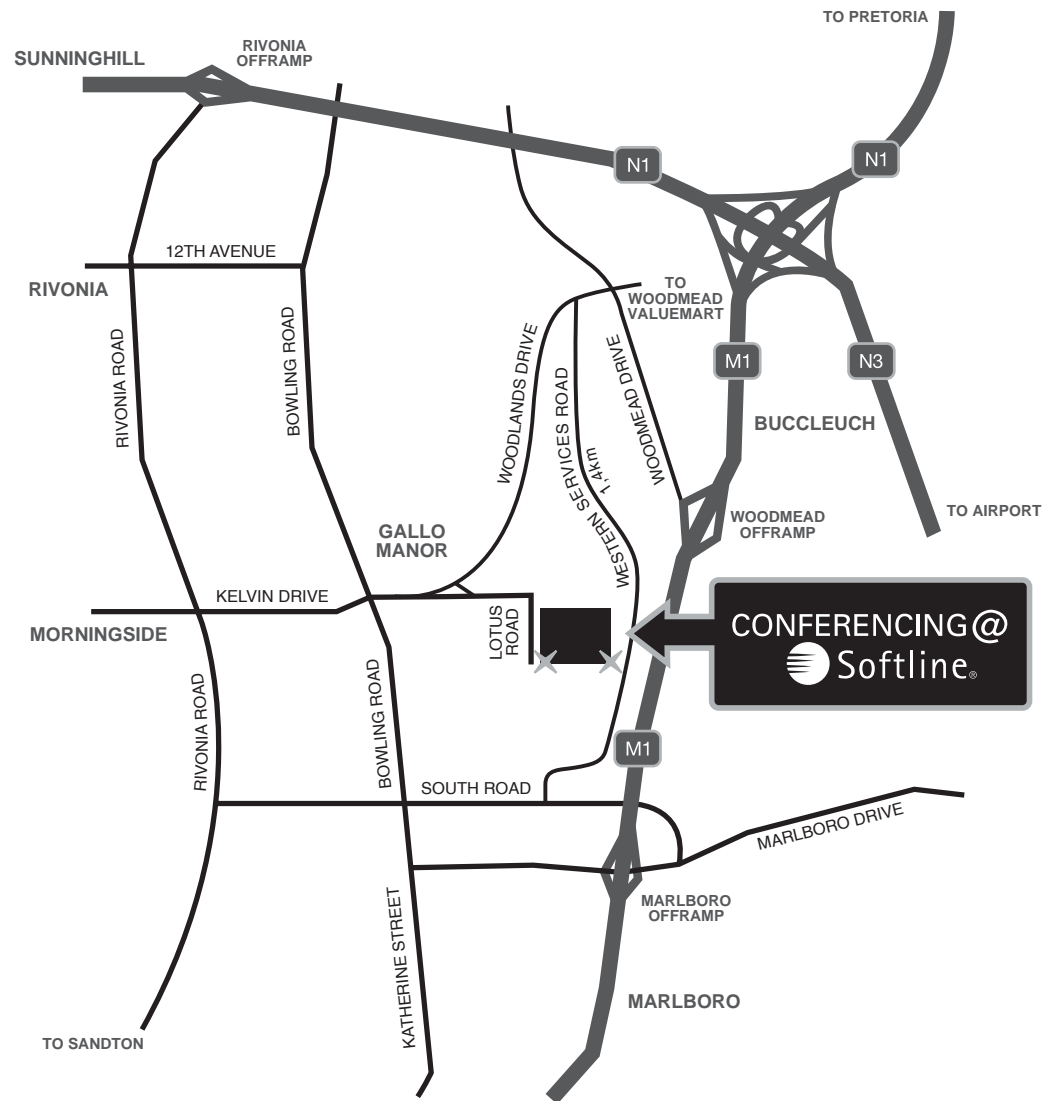 TO PRETORIA
SUNNINGHILL
RIVONIA
OFFRAMP
N1
N1
12TH AVENUE
RIVONIA
TO
WOODMEAD
VALUEMART
RIVONIA ROAD
BOWLING ROAD
WOODLANDS DRIVE
WESTERN SERVICES ROAD
1,4km
WOODMEAD DRIVE
M1
N3
BUCCLEUCH
WOODMEAD
OFFRAMP
TO AIRPORT
GALLO
MANOR
KELVIN DRIVE
MORNINGSIDE
LOTUS
ROAD
CONFERENCING@
Softline®
RIVONIA ROAD
BOWLING ROAD
M1
SOUTH ROAD
MARLBORO DRIVE
MARLBORO
OFFRAMP
KATHERINE STREET
MARLBORO
TO SANDTON